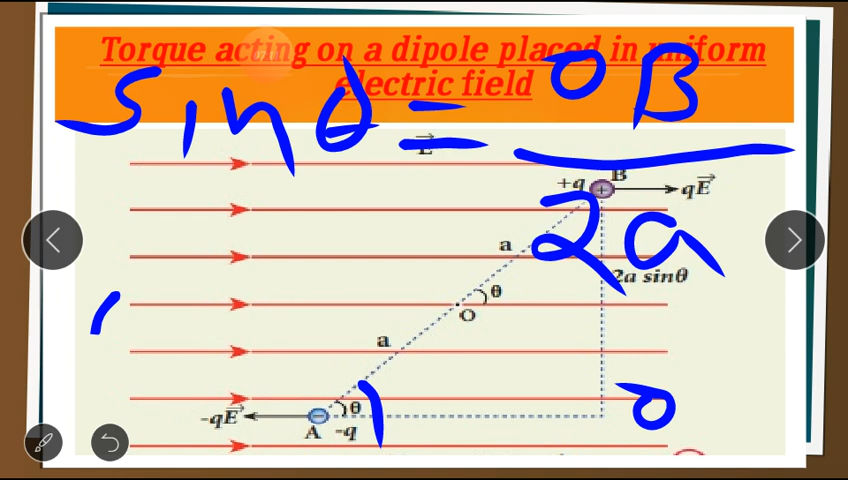 Torque acting on a dipole placed in uniform
electric field
sinθ = OB
2a
E
+q
B
qE
a
2a sinθ
θ
O
a
θ
-qE
A
-q
O